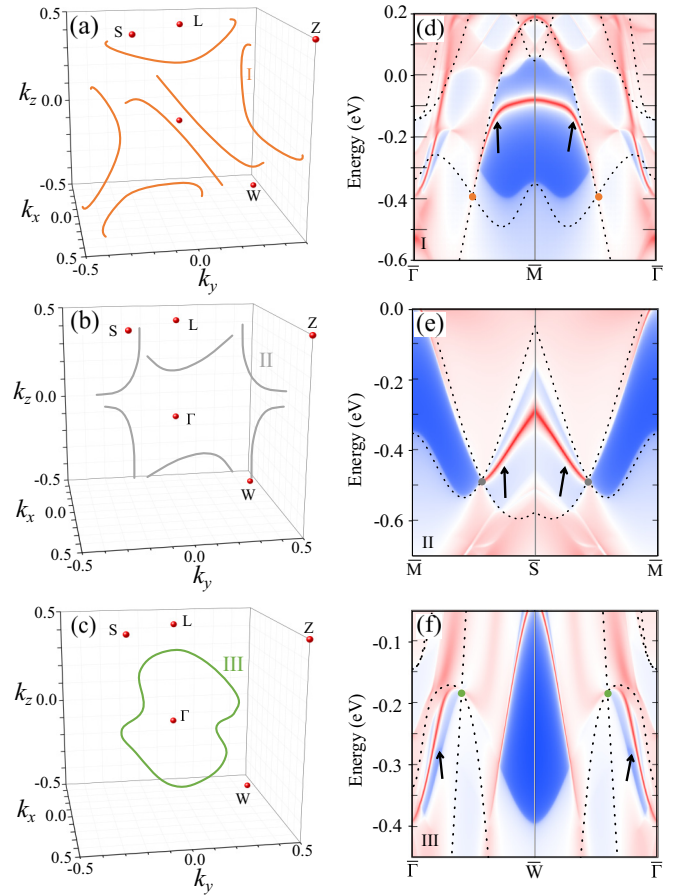 (a)
S
L
Z
I
0.5
k_z
0.0
-0.5
W
k_x
0.0
0.5
-0.5
0.0
0.5
k_y
(d)
0.2
0.0
-0.2
-0.4
-0.6
Energy (eV)
I
Γ̅ M̅ Γ̅
(b)
S
L
Z
II
0.5
k_z
0.0
Γ
-0.5
W
k_x
0.0
0.5
-0.5
0.0
0.5
k_y
(e)
0.0
-0.2
-0.4
-0.6
Energy (eV)
II
M̅ S̅ M̅
(c)
S
L
Z
III
0.5
k_z
0.0
Γ
-0.5
W
k_x
0.0
0.5
-0.5
0.0
0.5
k_y
(f)
-0.1
-0.2
-0.3
-0.4
Energy (eV)
III
Γ̅ W̅ Γ̅